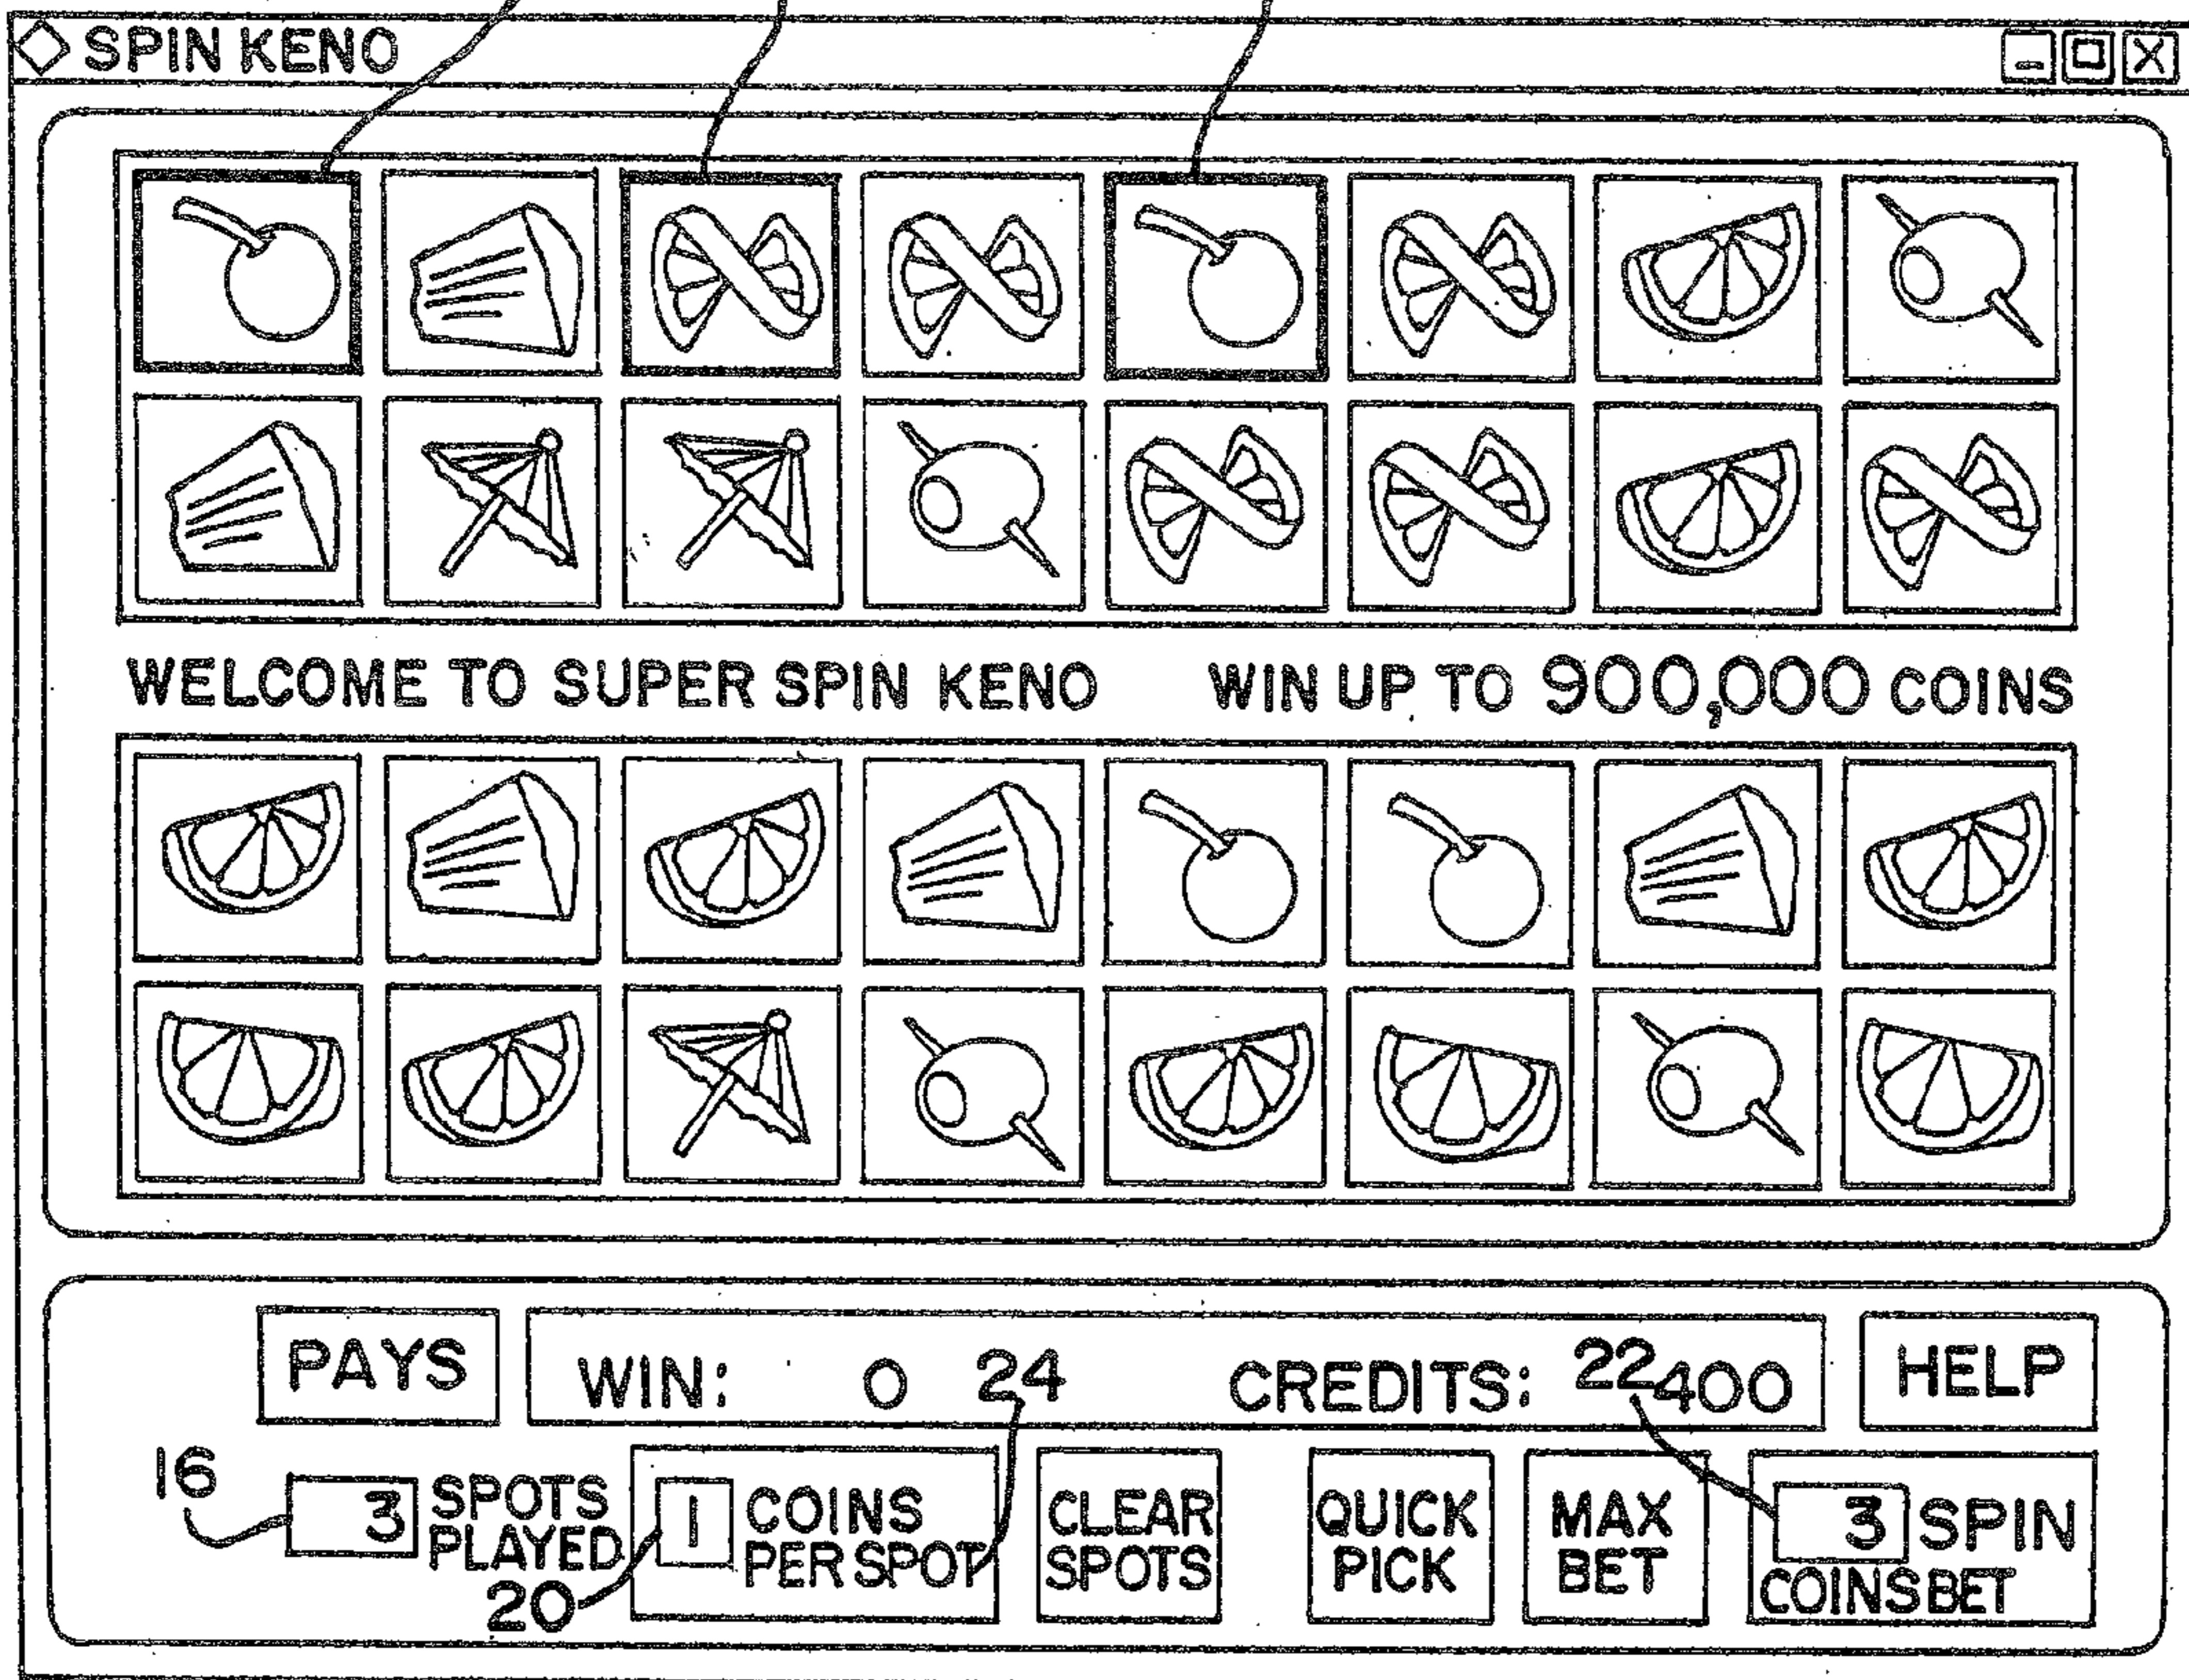 SPIN KENO
WELCOME TO SUPER SPIN KENO WIN UP TO 900,000 COINS
PAYS
WIN: 0 24 CREDITS: 22 400
HELP
16
3 SPOTS
PLAYED
20
1 COINS
PER SPOT
CLEAR
SPOTS
QUICK
PICK
MAX
BET
3 SPIN
COINS BET